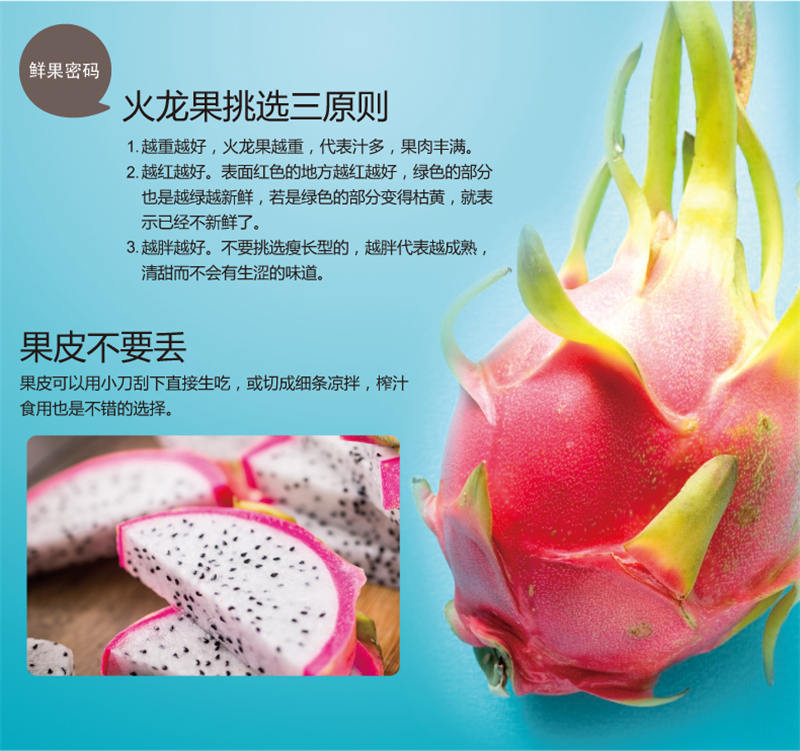 鲜果密码
火龙果挑选三原则
1. 越重越好，火龙果越重，代表汁多，果肉丰满。
2. 越红越好。表面红色的地方越红越好，绿色的部分
也是越绿越新鲜，若是绿色的部分变得枯黄，就表
示已经不新鲜了。
3. 越胖越好。不要挑选瘦长型的，越胖代表越成熟，
清甜而不会有生涩的味道。
果皮不要丢
果皮可以用小刀刮下直接生吃，或切成细条凉拌，榨汁
食用也是不错的选择。